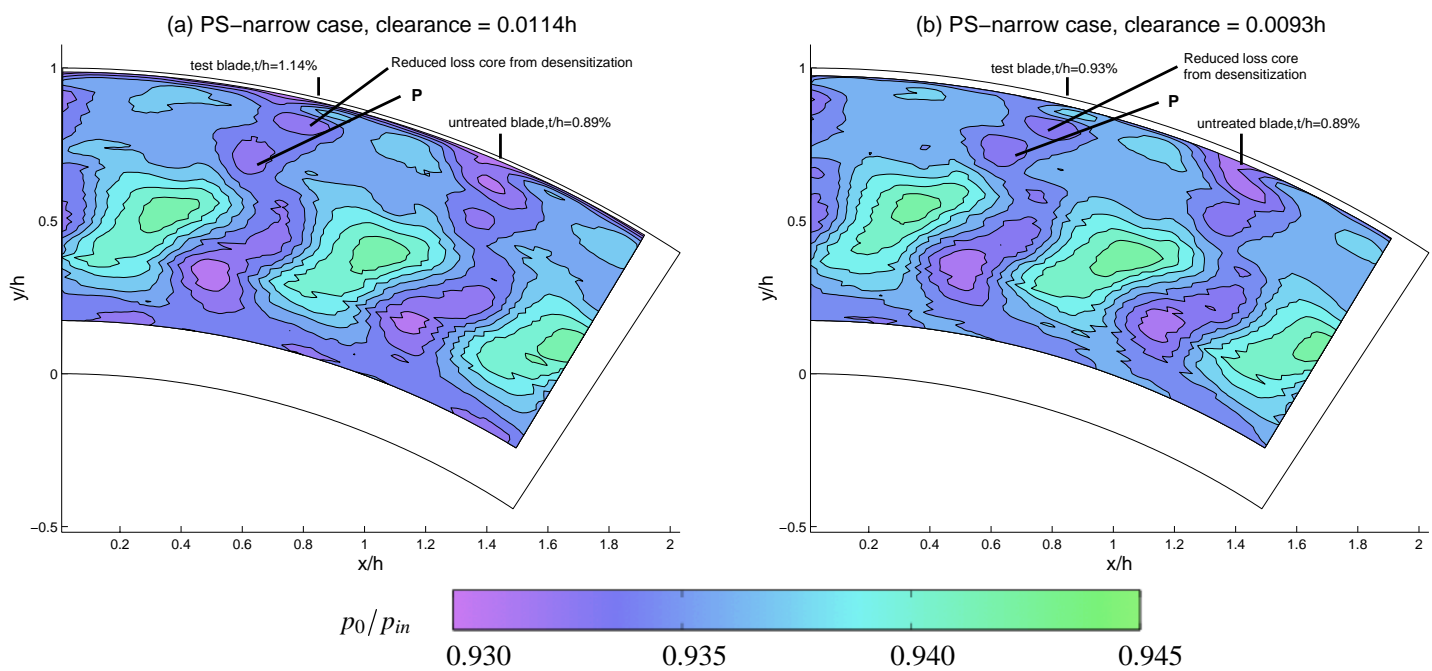 (a) PS−narrow case, clearance = 0.0114h
test blade,t/h=1.14%
Reduced loss core from desensitization
P
untreated blade,t/h=0.89%
1
0.5
0
−0.5
y/h
0.2 0.4 0.6 0.8 1 1.2 1.4 1.6 1.8 2
x/h
(b) PS−narrow case, clearance = 0.0093h
test blade,t/h=0.93%
Reduced loss core
from desensitization
P
untreated blade,t/h=0.89%
1
0.5
0
−0.5
y/h
0.2 0.4 0.6 0.8 1 1.2 1.4 1.6 1.8 2
x/h
p0/pin
0.930 0.935 0.940 0.945